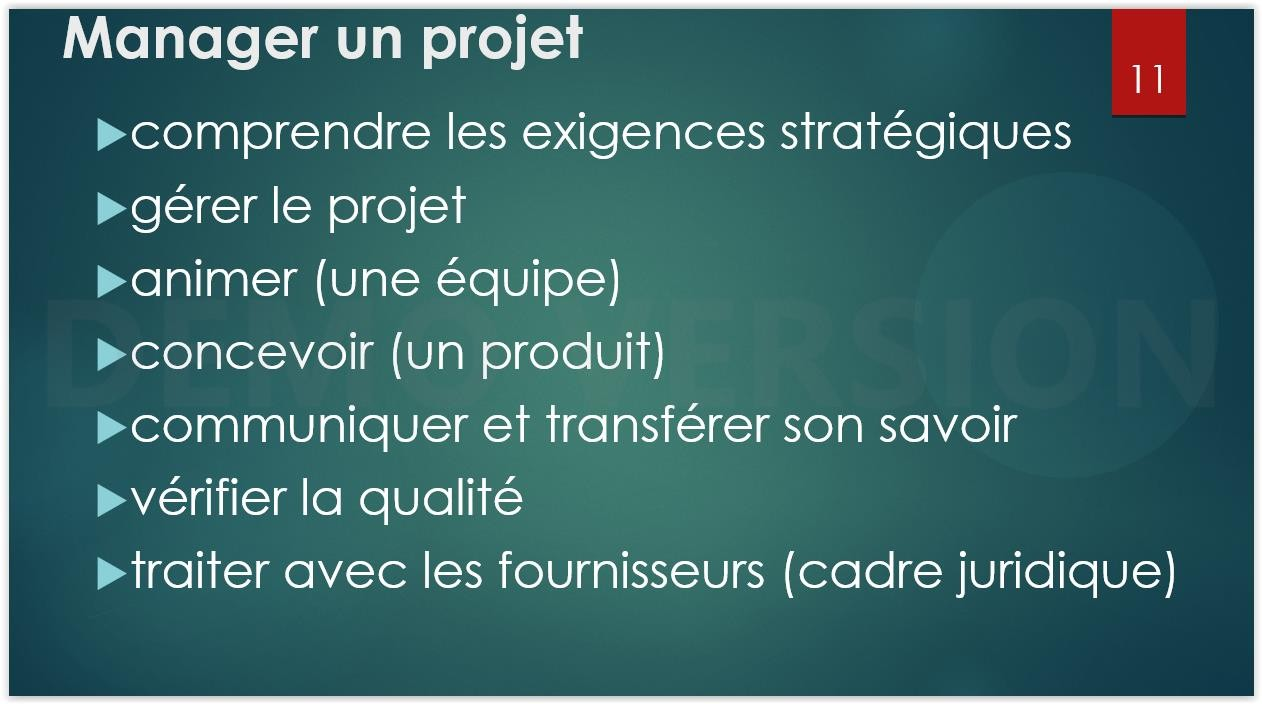 Manager un projet
11
comprendre les exigences stratégiques
gérer le projet
animer (une équipe)
concevoir (un produit)
communiquer et transférer son savoir
vérifier la qualité
traiter avec les fournisseurs (cadre juridique)
DEMO VERSION